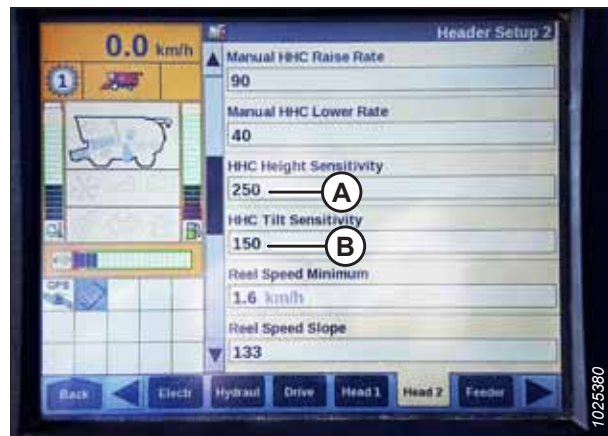 0.0 km/h
Header Setup 2
1
Manual HHC Raise Rate
90
Manual HHC Lower Rate
40
HHC Height Sensitivity
250
A
HHC Tilt Sensitivity
150
B
Reel Speed Minimum
1.6 km/h
GPS
Reel Speed Slope
133
Back
Electr
Hydraul
Drive
Head 1
Head 2
Feeder
1025380